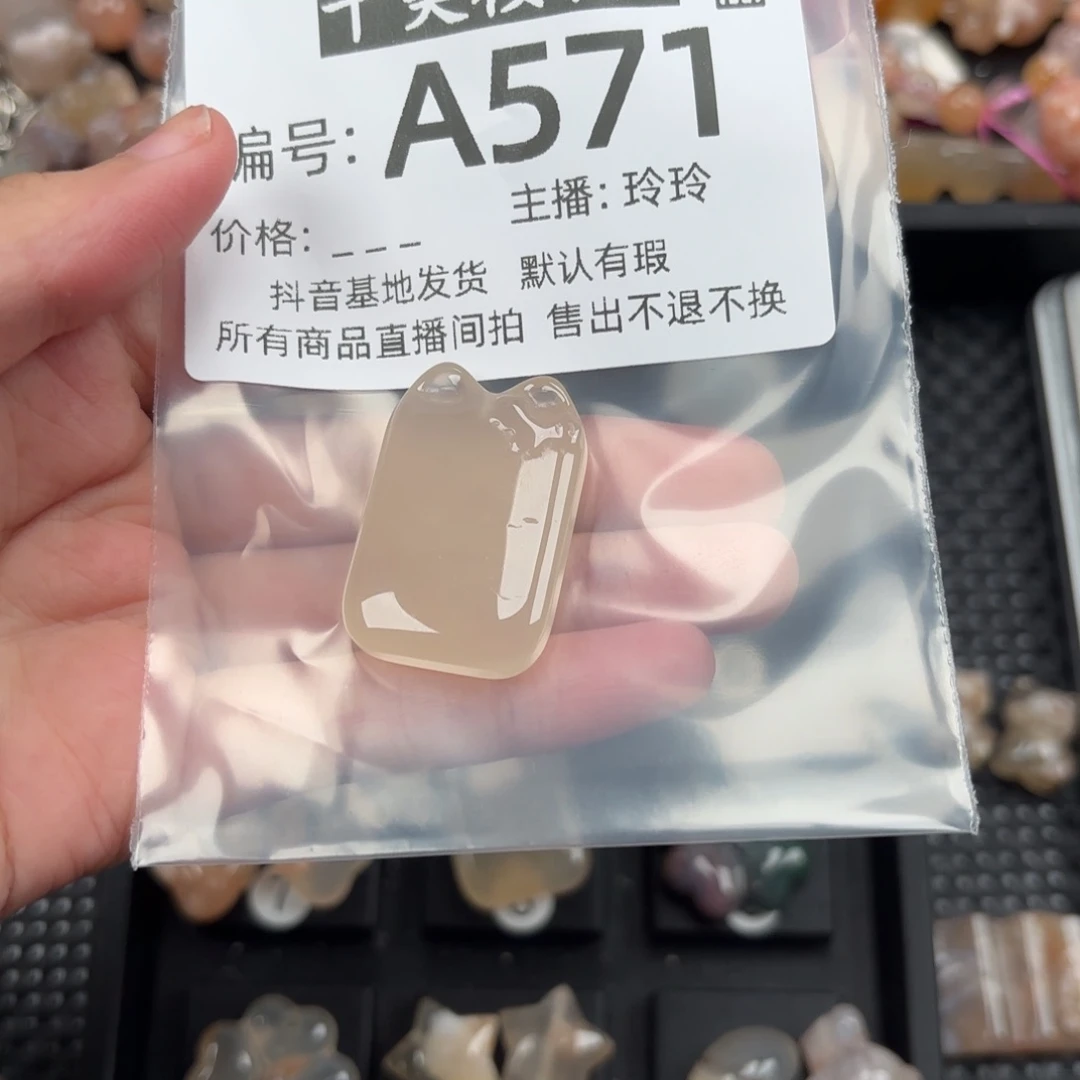 编号: A571
主播: 玲玲
价格: _ _ _
抖音基地发货 默认有瑕
所有商品直播间拍 售出不退不换